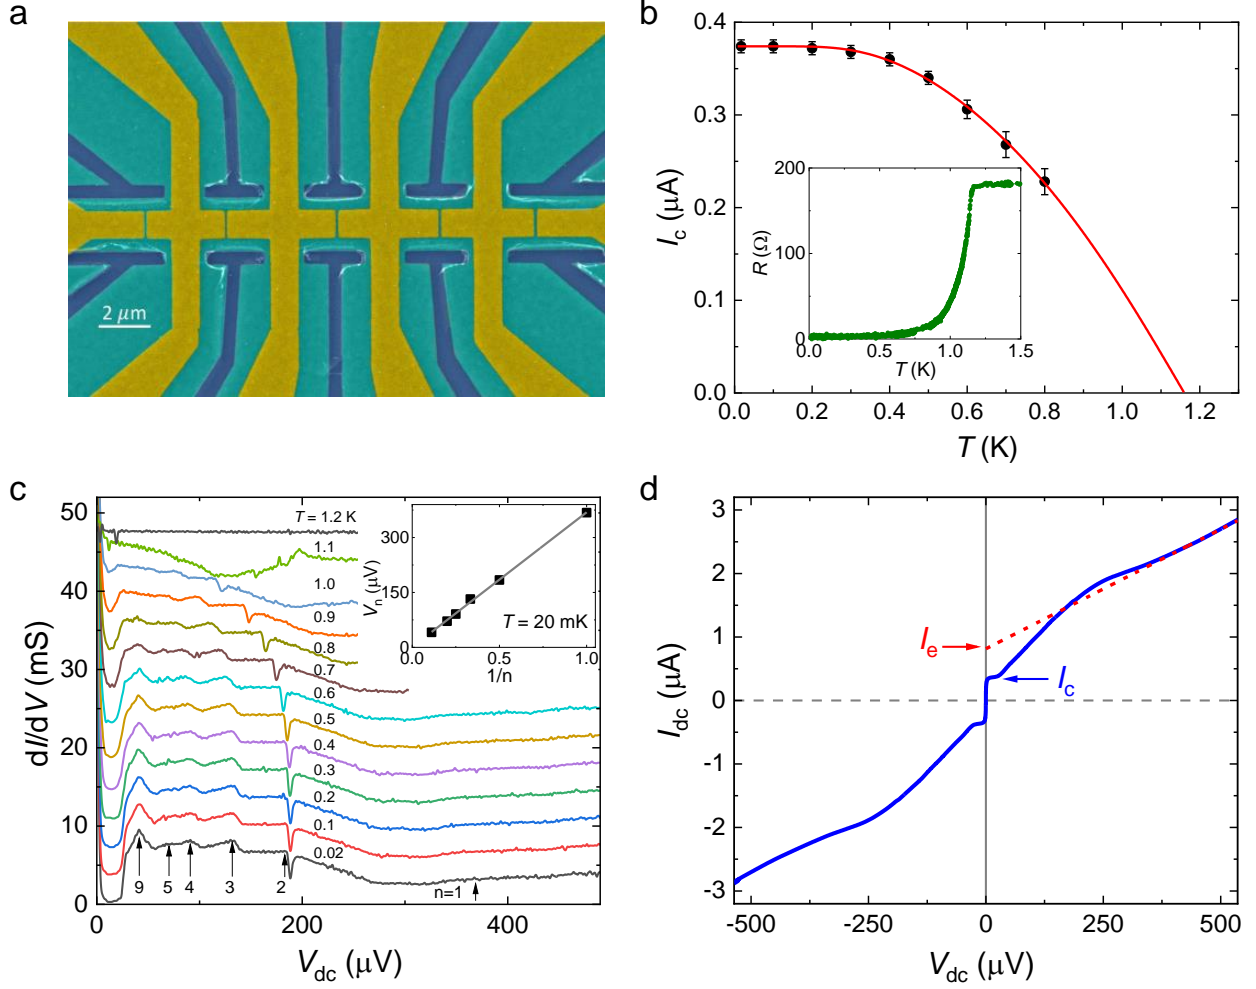 a
2 μm
b
0.4
0.3
0.2
0.1
0.0
I_c (μA)
0.0 0.2 0.4 0.6 0.8 1.0 1.2
T (K)
200
100
0
R (Ω)
0.0 0.5 1.0 1.5
T (K)
c
50
40
30
20
10
0
dI/dV (mS)
T = 1.2 K
1.1
1.0
0.9
0.8
0.7
0.6
0.5
0.4
0.3
0.2
0.1
0.02
9 5 4 3 2 n=1
0 200 400
V_dc (μV)
300
150
0
V_n (μV)
T = 20 mK
0.0 0.5 1.0
1/n
d
3
2
1
0
-1
-2
-3
I_dc (μA)
I_e
I_c
-500 -250 0 250 500
V_dc (μV)